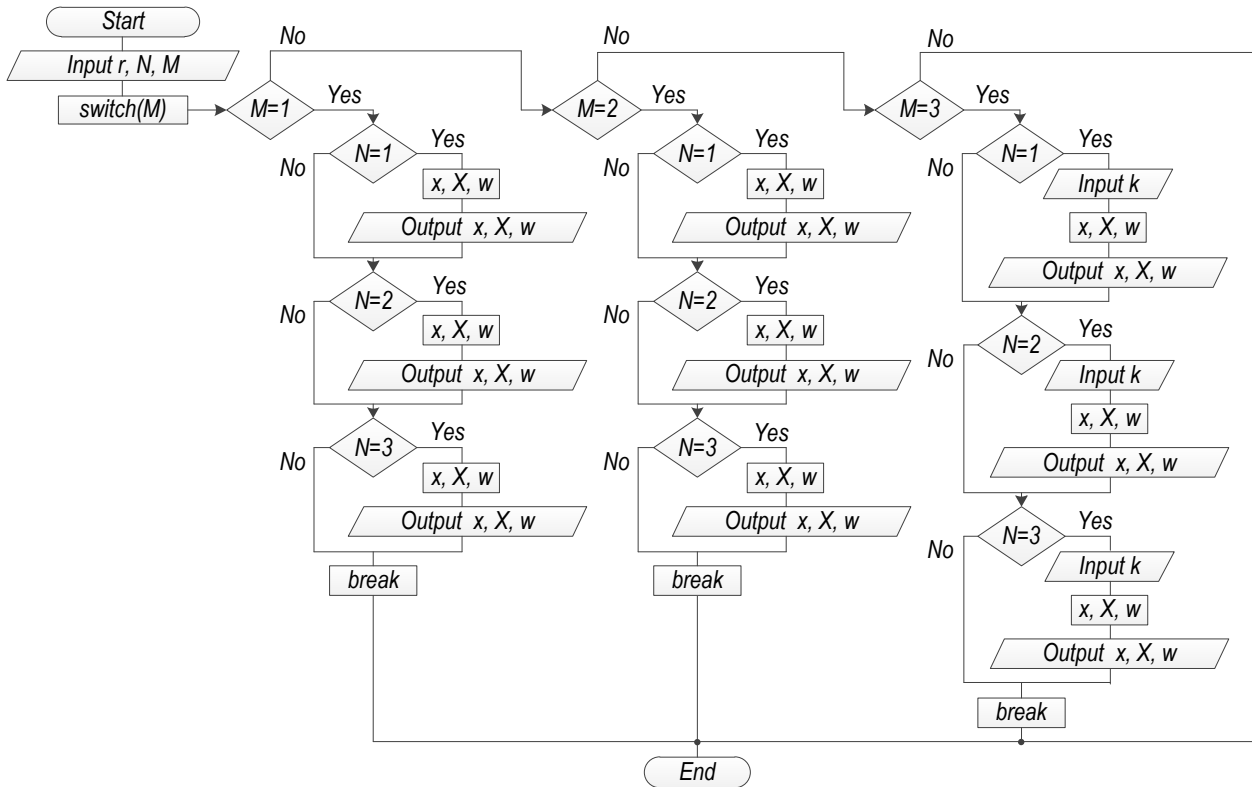 Start
Input r, N, M
switch(M)
M=1
Yes
No
N=1
Yes
No
x, X, w
Output x, X, w
N=2
Yes
No
x, X, w
Output x, X, w
N=3
Yes
No
x, X, w
Output x, X, w
break
M=2
Yes
No
N=1
Yes
No
x, X, w
Output x, X, w
N=2
Yes
No
x, X, w
Output x, X, w
N=3
Yes
No
x, X, w
Output x, X, w
break
M=3
Yes
No
N=1
Yes
No
Input k
x, X, w
Output x, X, w
N=2
Yes
No
Input k
x, X, w
Output x, X, w
N=3
Yes
No
Input k
x, X, w
Output x, X, w
break
End